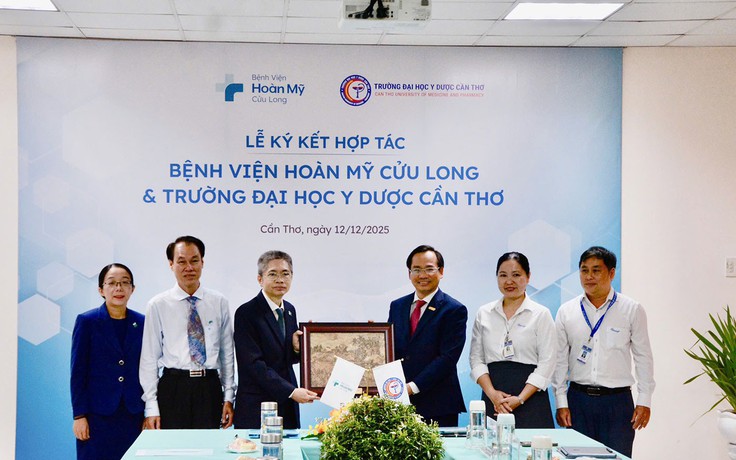 Bệnh Viện
Hoàn Mỹ
Cửu Long
TRƯỜNG ĐẠI HỌC Y DƯỢC CẦN THƠ
CAN THO UNIVERSITY OF MEDICINE AND PHARMACY
LỄ KÝ KẾT HỢP TÁC
BỆNH VIỆN HOÀN MỸ CỬU LONG
& TRƯỜNG ĐẠI HỌC Y DƯỢC CẦN THƠ
Cần Thơ, ngày 12/12/2025